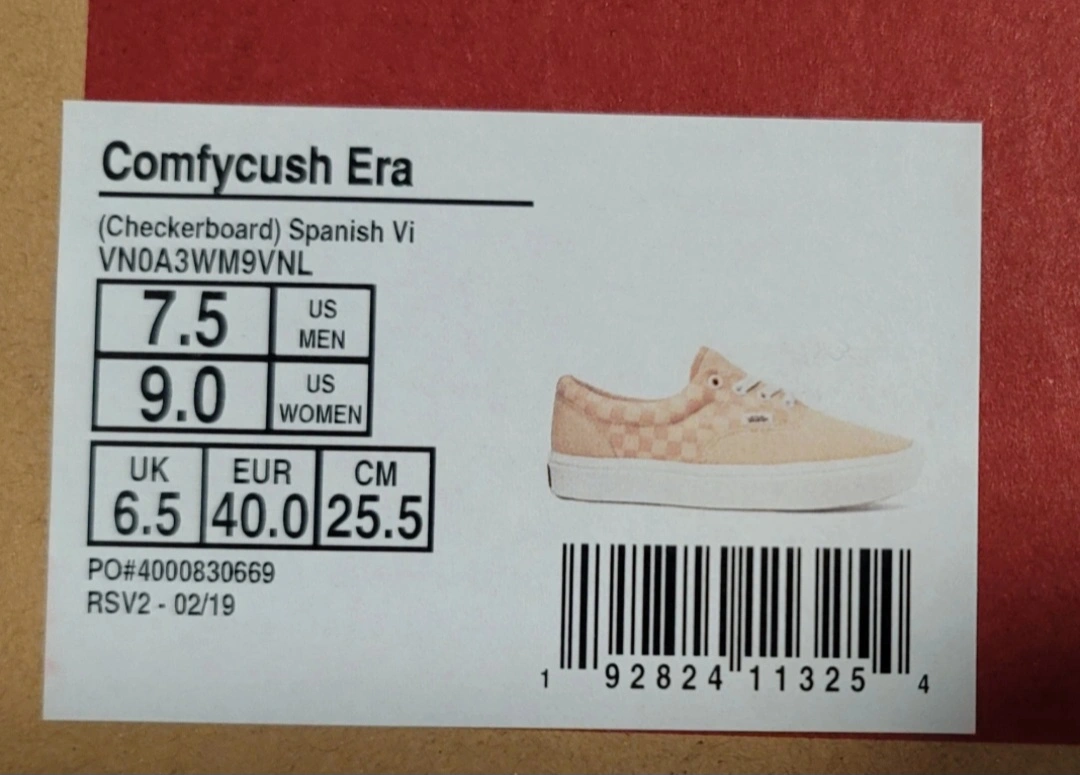 Comfycush Era
(Checkerboard) Spanish Vi
VN0A3WM9VNL
7.5 US MEN
9.0 US WOMEN
UK EUR CM
6.5 40.0 25.5
PO#4000830669
RSV2 - 02/19
1 92824 11325 4